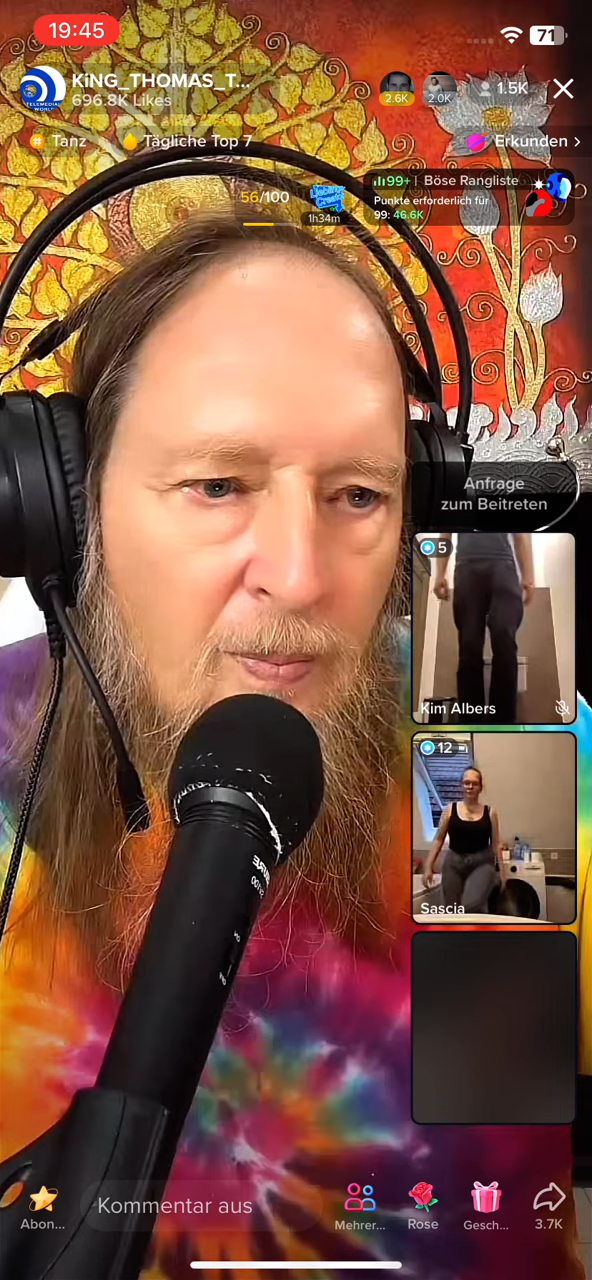 19:45
71
KiNG_THOMAS_T...
696.8K Likes
2.6K
2.0K
1.5K
TELEMEDIA
WORLD
Tanz
Tägliche Top 7
Erkunden >
56/100
1h34m
99+ | Böse Rangliste
Punkte erforderlich für
99: 46.6K
Anfrage
zum Beitreten
5
Kim Albers
12
Sascia
Abon...
Kommentar aus
Mehrer...
Rose
Gesch...
3.7K